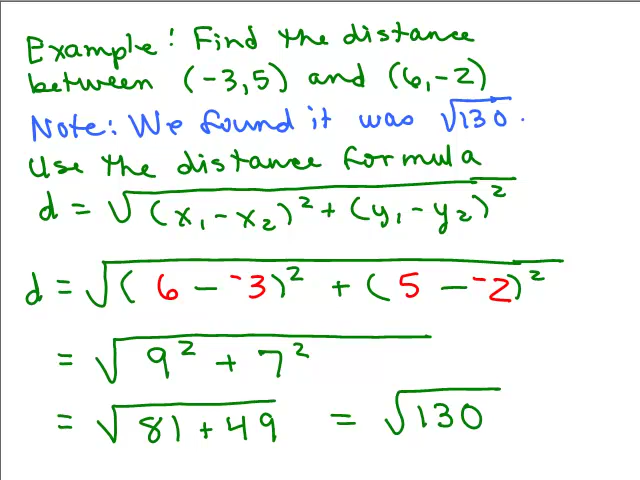 Example: Find the distance
between (-3,5) and (6,-2)
Note: We found it was √130.
Use the distance formula
d = √(x₁ - x₂)² + (y₁ - y₂)²
d = √(6 - ⁻3)² + (5 - ⁻2)²
= √9² + 7²
= √81 + 49 = √130